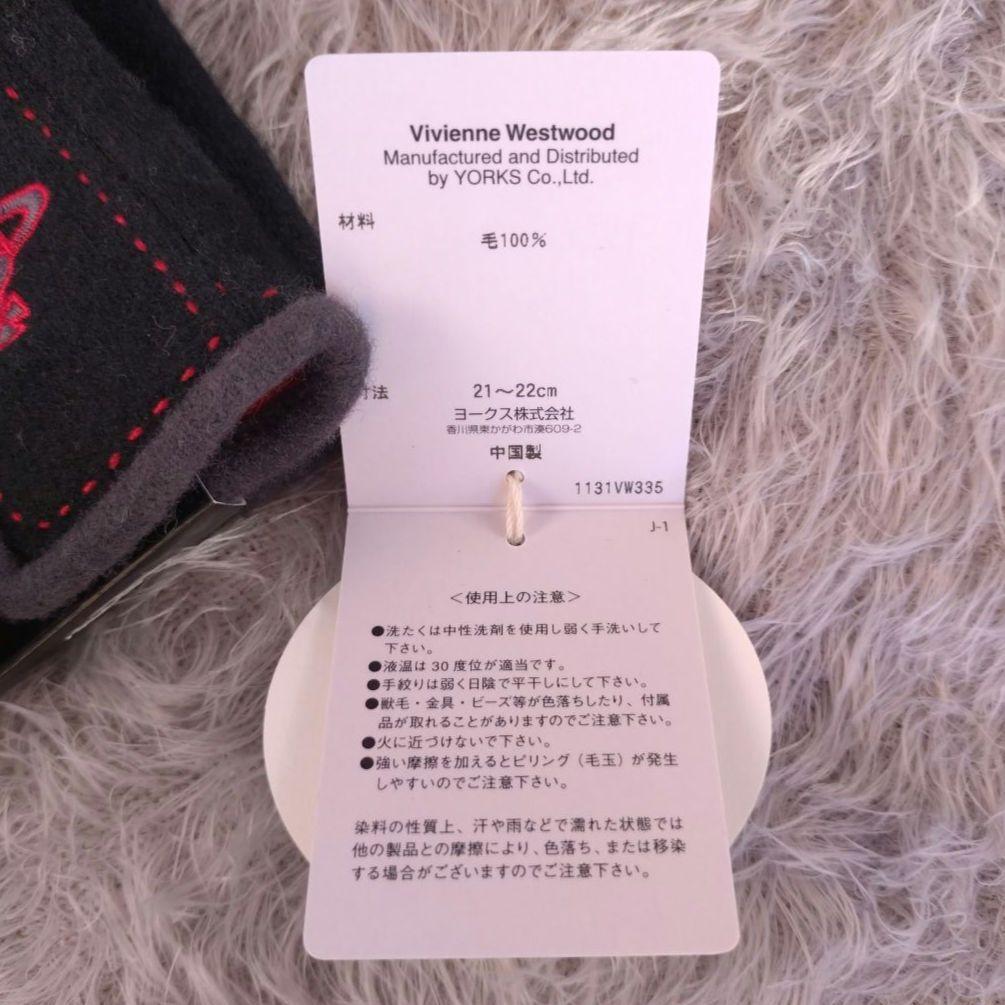 Vivienne Westwood
Manufactured and Distributed
by YORKS Co.,Ltd.
材料
毛100%
寸法
21〜22cm
ヨークス株式会社
香川県東かがわ市湊609-2
中国製
1131VW335
J-1
＜使用上の注意＞
●洗たくは中性洗剤を使用し弱く手洗いして
下さい。
●液温は30度位が適当です。
●手絞りは弱く日陰で平干しにして下さい。
●獣毛・金具・ビーズ等が色落ちしたり、付属
品が取れることがありますのでご注意下さい。
●火に近づけないで下さい。
●強い摩擦を加えるとピリング（毛玉）が発生
しやすいのでご注意下さい。
染料の性質上、汗や雨などで濡れた状態では
他の製品との摩擦により、色落ち、または移染
する場合がございますのでご注意下さい。